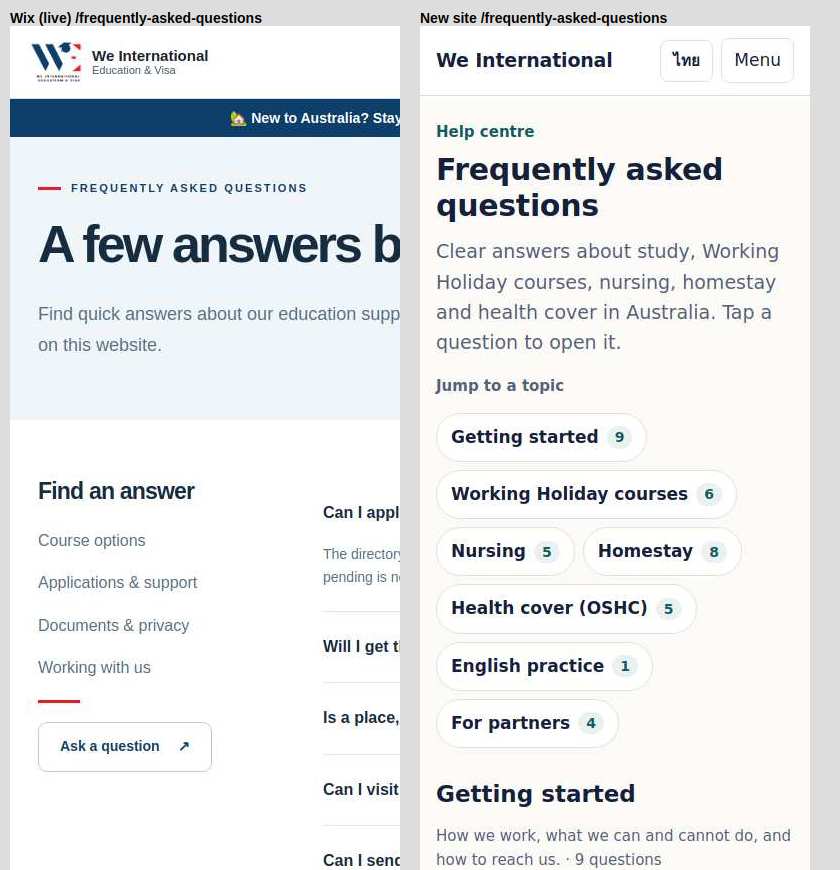 Wix (live) /frequently-asked-questions
WE INTERNATIONAL
EDUCATION & VISA
We International
Education & Visa
🏡 New to Australia? Stay
FREQUENTLY ASKED QUESTIONS
A few answers b
Find quick answers about our education supp
on this website.
Find an answer
Course options
Applications & support
Documents & privacy
Working with us
Ask a question ↗
Can I appl
The directory
pending is n
Will I get t
Is a place,
Can I visit
Can I send
New site /frequently-asked-questions
We International
ไทย
Menu
Help centre
Frequently asked
questions
Clear answers about study, Working
Holiday courses, nursing, homestay
and health cover in Australia. Tap a
question to open it.
Jump to a topic
Getting started 9
Working Holiday courses 6
Nursing 5
Homestay 8
Health cover (OSHC) 5
English practice 1
For partners 4
Getting started
How we work, what we can and cannot do, and
how to reach us. · 9 questions